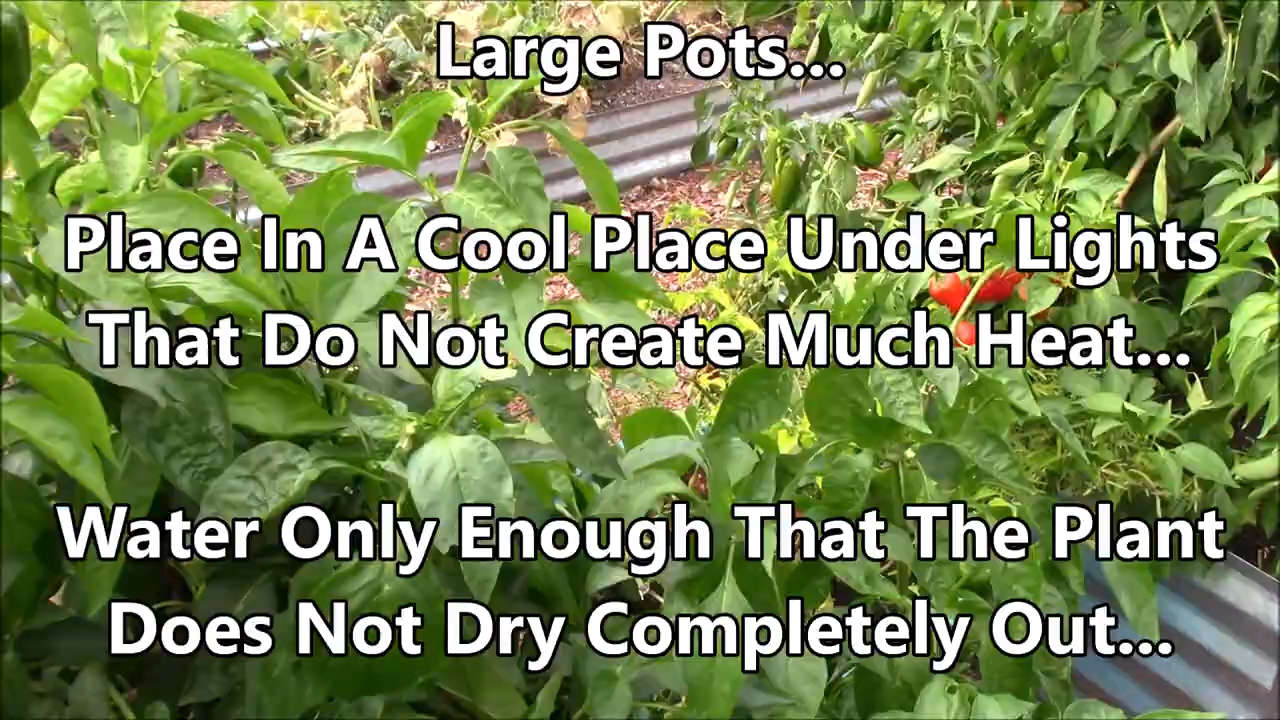 Large Pots...
Place In A Cool Place Under Lights
That Do Not Create Much Heat...
Water Only Enough That The Plant
Does Not Dry Completely Out...